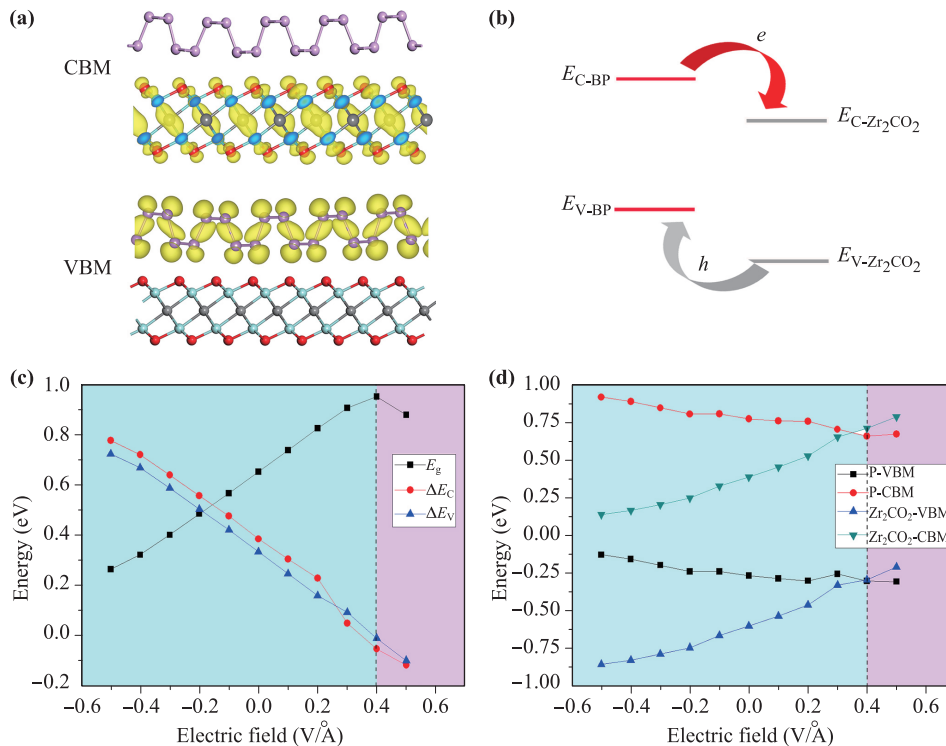 (a)
CBM
VBM
(b)
e
E_C-BP
E_C-Zr₂CO₂
E_V-BP
h
E_V-Zr₂CO₂
(c)
1.0
0.8
0.6
0.4
0.2
0.0
−0.2
Energy (eV)
E_g
ΔE_C
ΔE_V
−0.6 −0.4 −0.2 0.0 0.2 0.4 0.6
Electric field (V/Å)
(d)
1.00
0.75
0.50
0.25
0.00
−0.25
−0.50
−0.75
−1.00
Energy (eV)
P-VBM
P-CBM
Zr₂CO₂-VBM
Zr₂CO₂-CBM
−0.6 −0.4 −0.2 0.0 0.2 0.4 0.6
Electric field (V/Å)